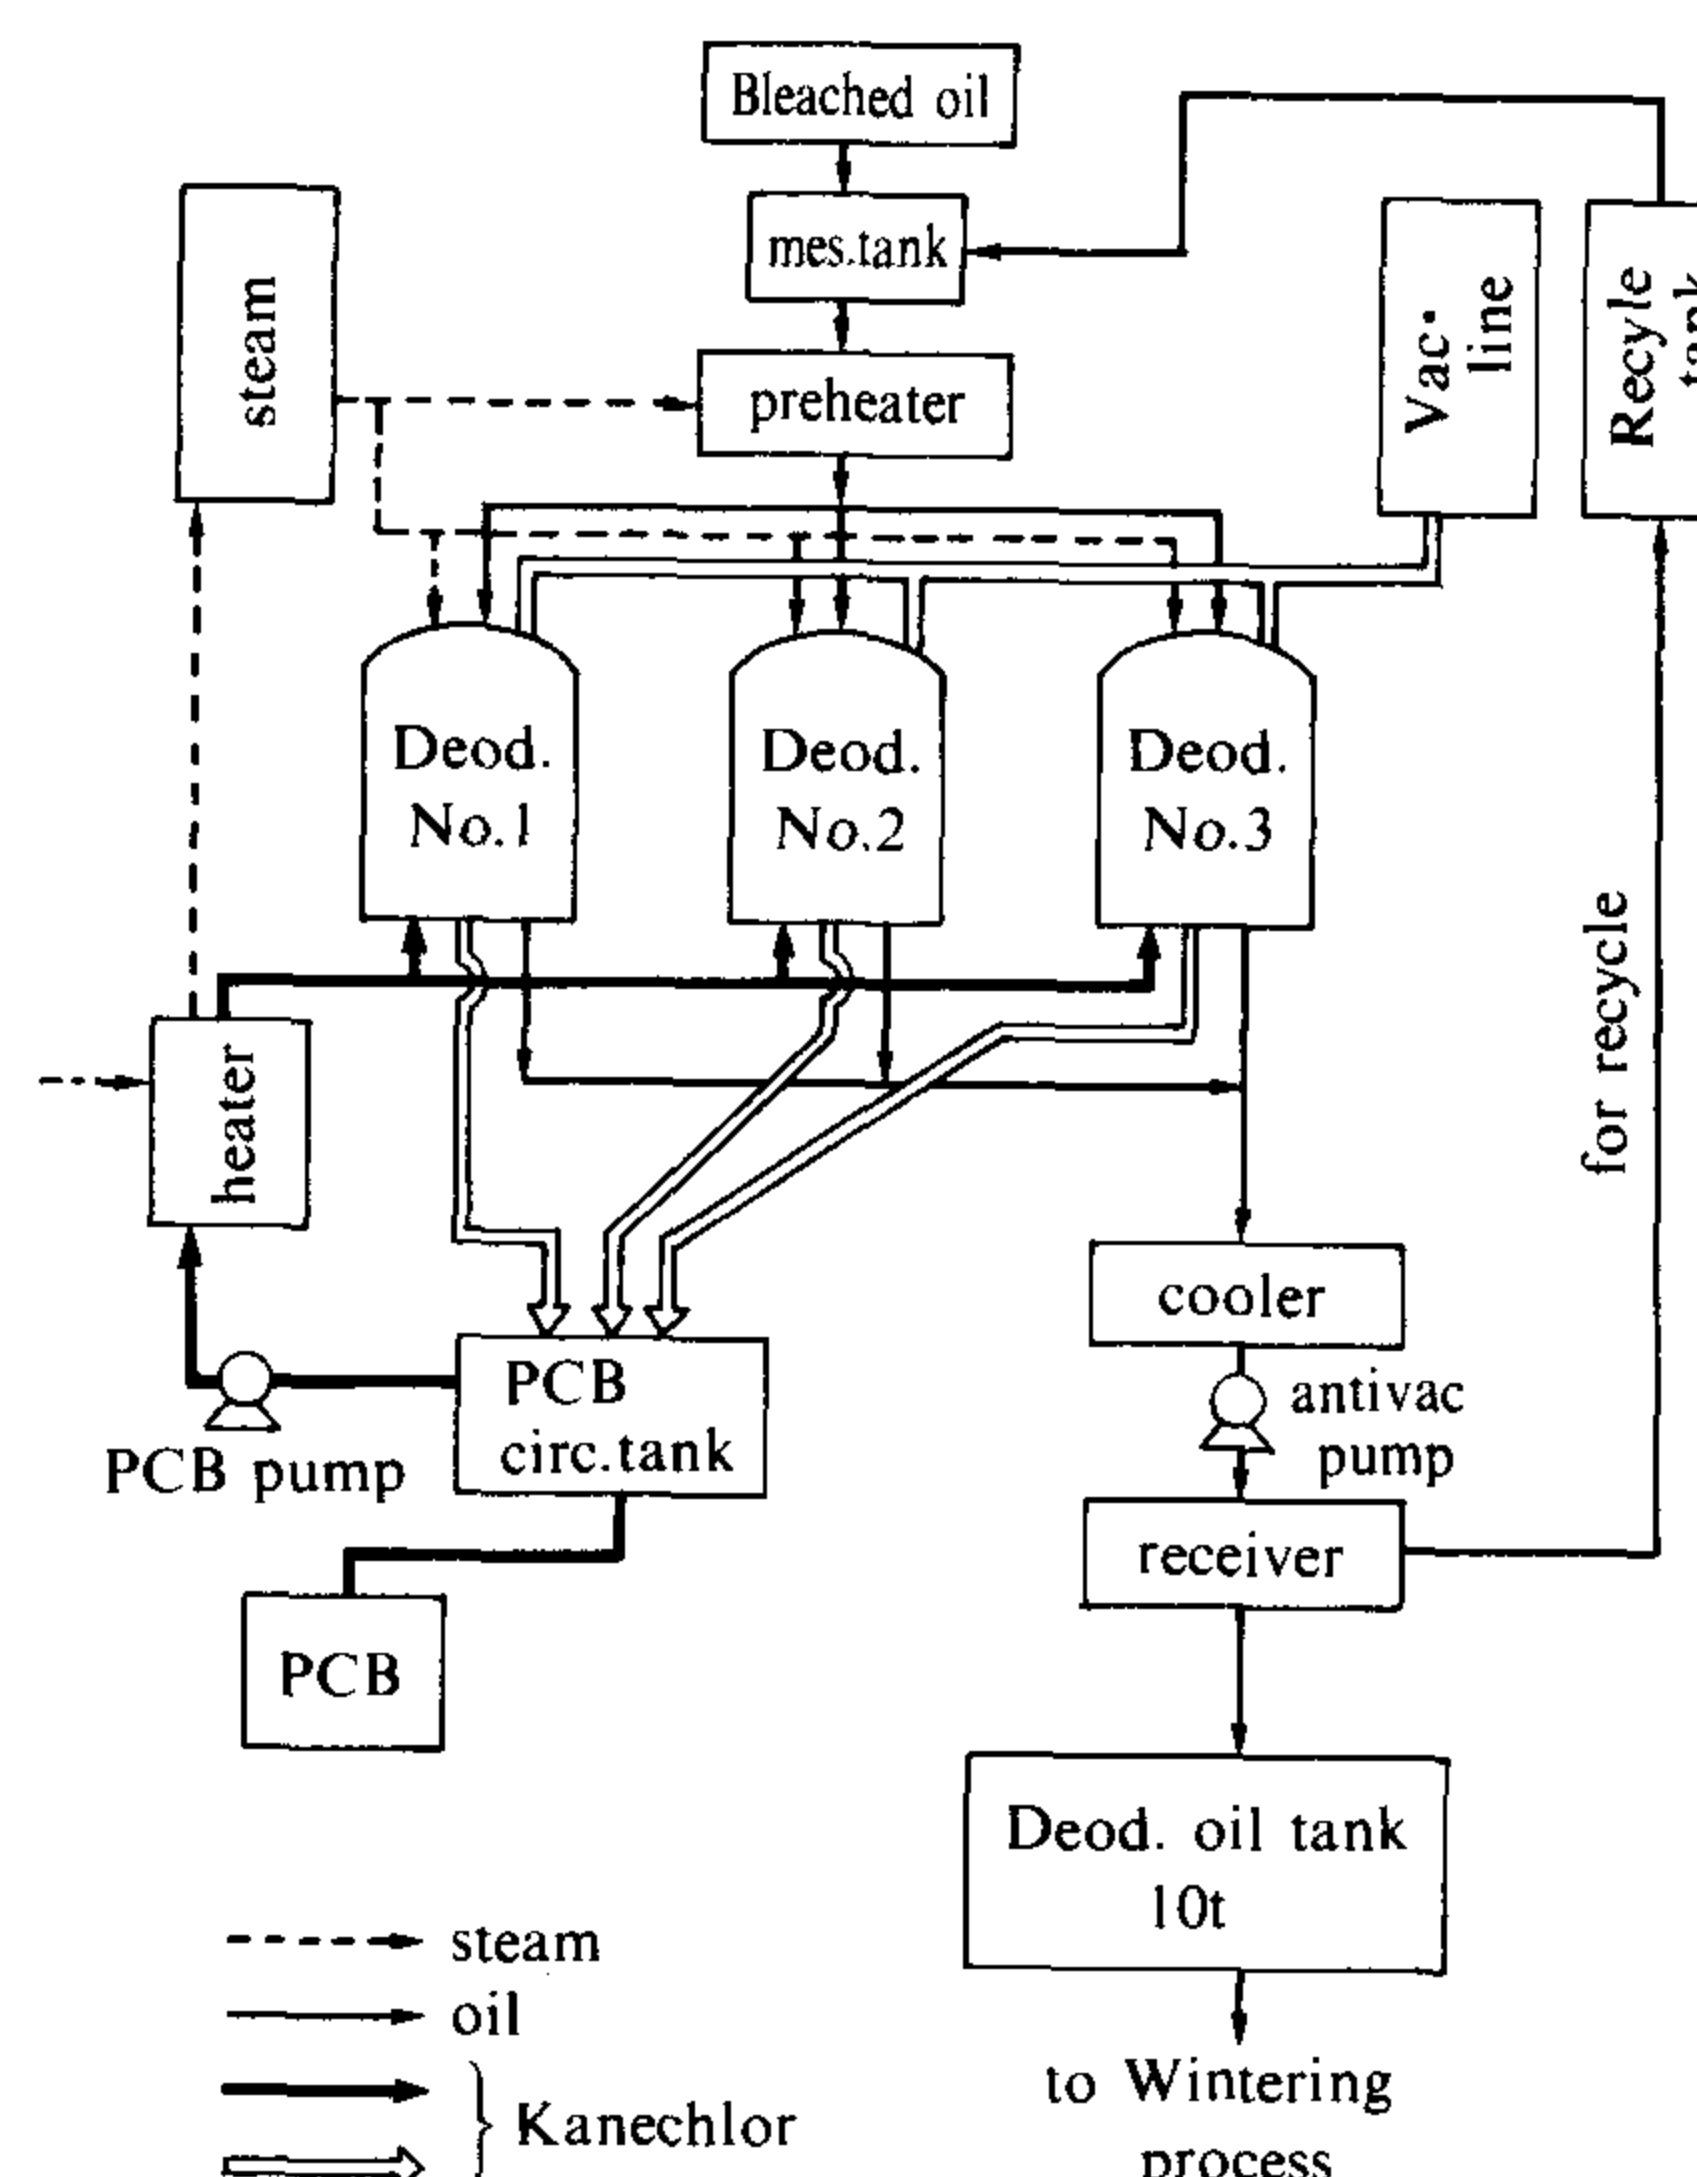 Bleached oil
mes.tank
steam
preheater
Vac·
line
Recyle
tank
Deod.
No.1
Deod.
No.2
Deod.
No.3
heater
for recycle
cooler
PCB
circ.tank
PCB pump
antivac
pump
receiver
PCB
Deod. oil tank
10t
steam
oil
Kanechlor
to Wintering
process